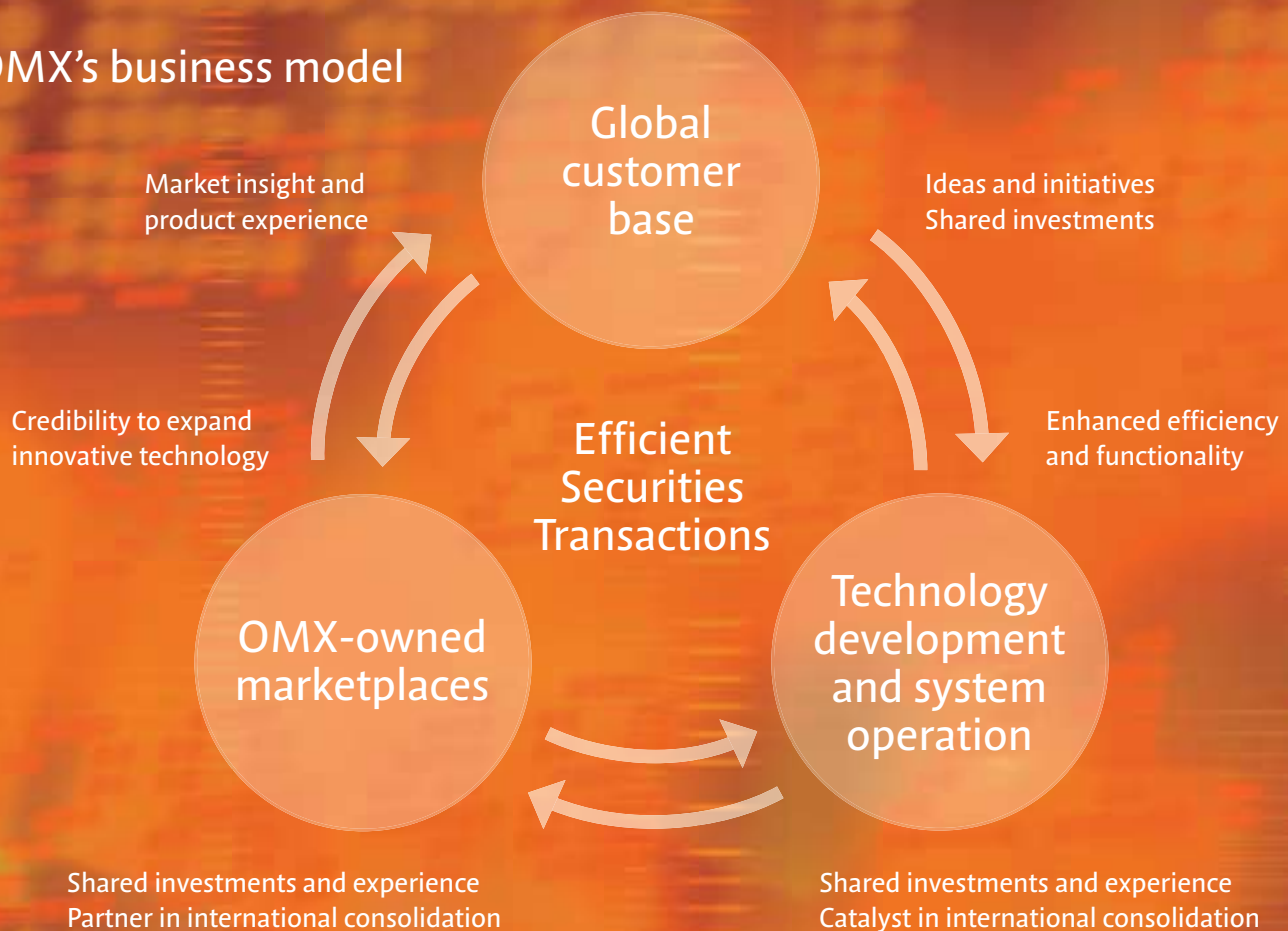 OMX's business model
Global
customer
base
Market insight and
product experience
Ideas and initiatives
Shared investments
Credibility to expand
innovative technology
Efficient
Securities
Transactions
Enhanced efficiency
and functionality
OMX-owned
marketplaces
Technology
development
and system
operation
Shared investments and experience
Partner in international consolidation
Shared investments and experience
Catalyst in international consolidation